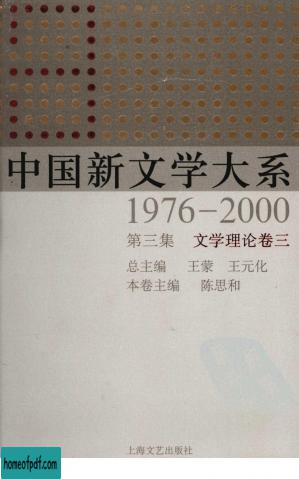 中国新文学大系
1976-2000
第三集 文学理论卷三
总主编 王蒙 王元化
本卷主编 陈思和
上海文艺出版社
homeofpdf.com